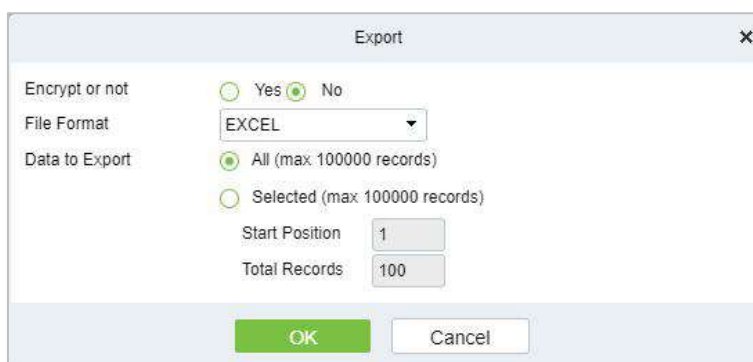 Export
Encrypt or not Yes No
File Format EXCEL
Data to Export All (max 100000 records)
Selected (max 100000 records)
Start Position 1
Total Records 100
OK Cancel